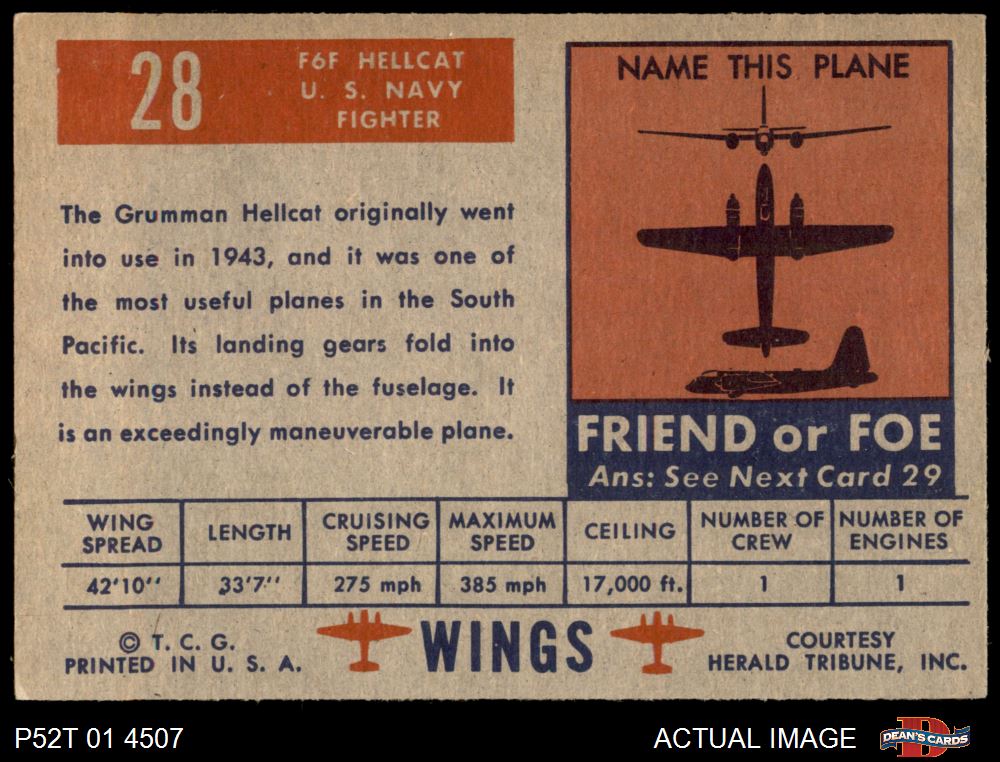 28
F6F HELLCAT
U. S. NAVY
FIGHTER
The Grumman Hellcat originally went
into use in 1943, and it was one of
the most useful planes in the South
Pacific. Its landing gears fold into
the wings instead of the fuselage. It
is an exceedingly maneuverable plane.
NAME THIS PLANE
FRIEND or FOE
Ans: See Next Card 29
WING SPREAD
LENGTH
CRUISING SPEED
MAXIMUM SPEED
CEILING
NUMBER OF CREW
NUMBER OF ENGINES
42'10'' 33'7'' 275 mph 385 mph 17,000 ft. 1 1
© T. C. G.
PRINTED IN U. S. A.
WINGS
COURTESY
HERALD TRIBUNE, INC.
P52T 01 4507
ACTUAL IMAGE
D
DEAN'S CARDS